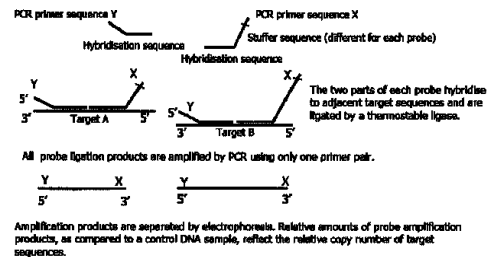 PCR primer sequence Y
PCR primer sequence X
Stuffer sequence (different for each probe)
Hybridisation sequence
Hybridisation sequence
Y
X
5'
3'
Target A
5'
Y
X
5'
3'
Target B
5'
The two parts of each probe hybridise
to adjacent target sequences and are
ligated by a thermostable ligase.
All probe ligation products are amplified by PCR using only one primer pair.
Y X
5' 3'
Y X
5' 3'
Amplification products are separated by electrophoresis. Relative amounts of probe amplification
products, as compared to a control DNA sample, reflect the relative copy number of target
sequences.